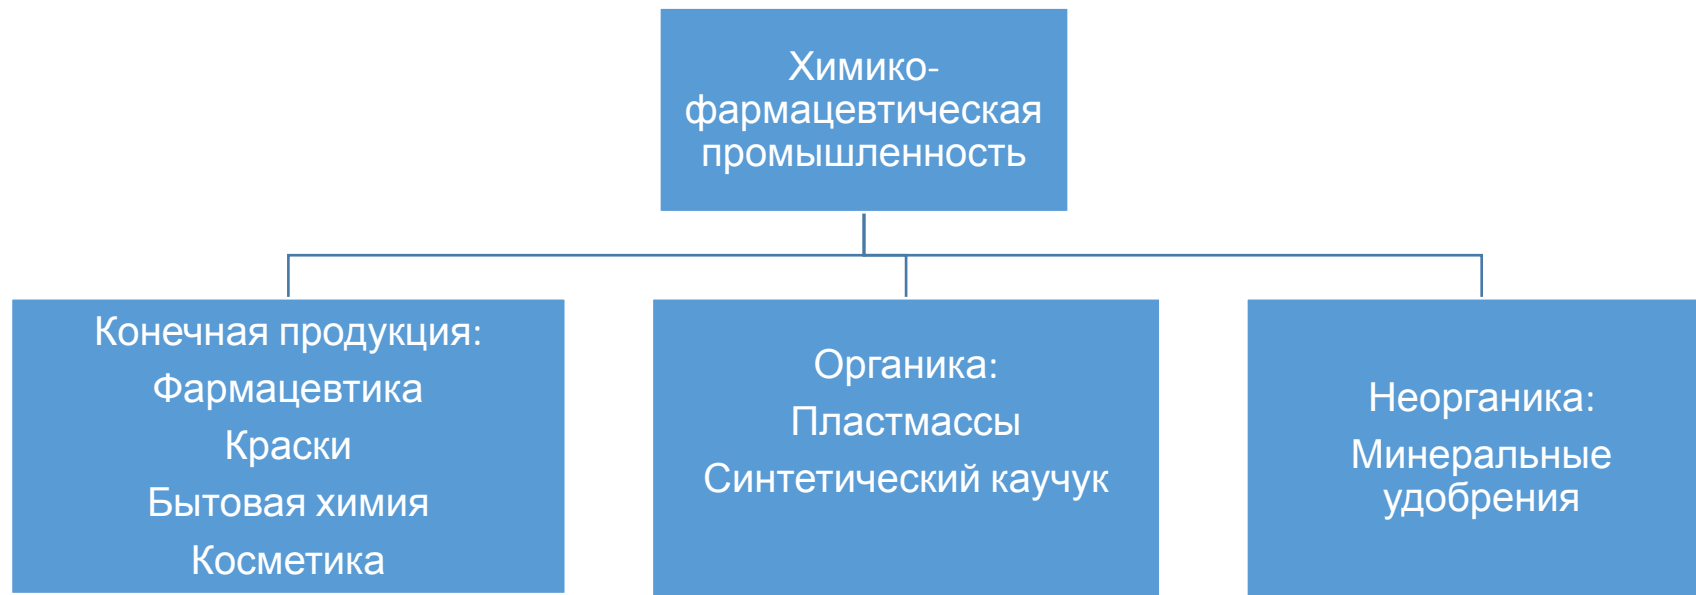 Химико-
фармацевтическая
промышленность
Конечная продукция:
Фармацевтика
Краски
Бытовая химия
Косметика
Органика:
Пластмассы
Синтетический каучук
Неорганика:
Минеральные
удобрения